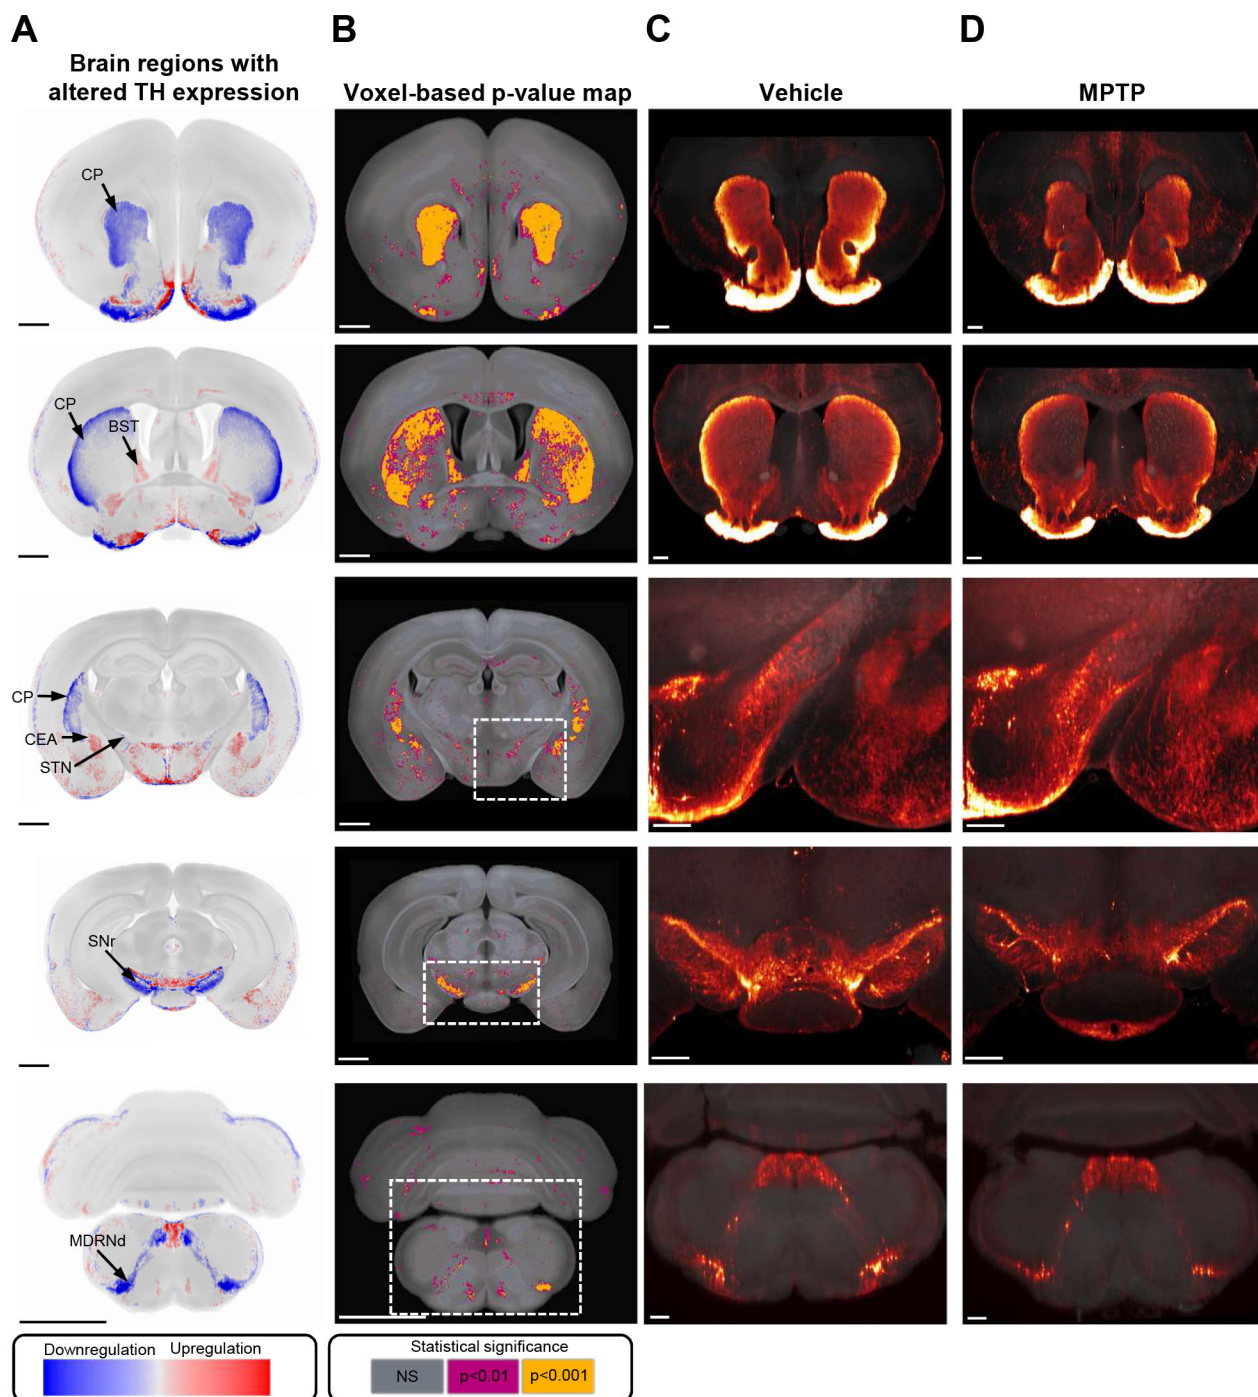 A
B
C
D
Brain regions with
altered TH expression
Voxel-based p-value map
Vehicle
MPTP
CP
CP
BST
CP
CEA
STN
SNr
MDRNd
Downregulation
Upregulation
Statistical significance
NS
p<0.01
p<0.001